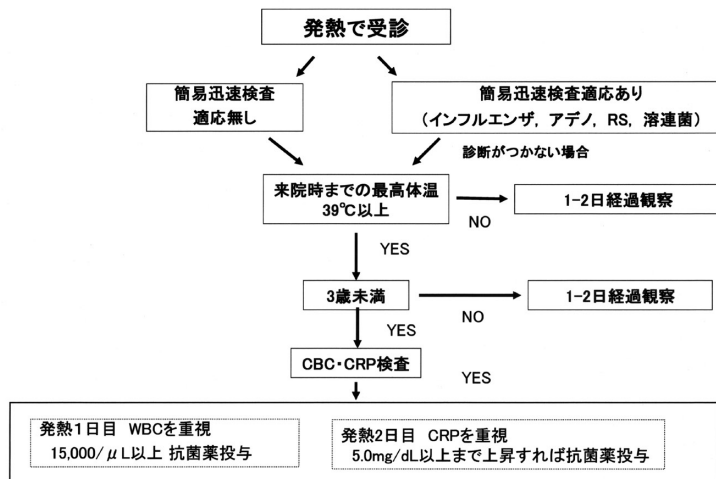 発熱で受診
簡易迅速検査
適応無し
簡易迅速検査適応あり
(インフルエンザ, アデノ, RS, 溶連菌)
診断がつかない場合
来院時までの最高体温
39℃以上
NO
1-2日経過観察
YES
3歳未満
NO
1-2日経過観察
YES
CBC・CRP検査
YES
発熱1日目 WBCを重視
15,000/μL以上 抗菌薬投与
発熱2日目 CRPを重視
5.0mg/dL以上まで上昇すれば抗菌薬投与